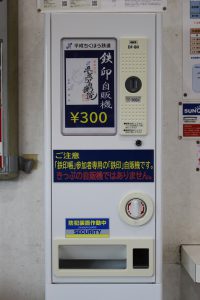 平成ちくほう鉄道
鉄印
自販機
¥300
ご注意
「鉄印帳」参加者専用の「鉄印」自販機です。
きっぷの自販機ではありません。
防犯装置作動中
SECURITY